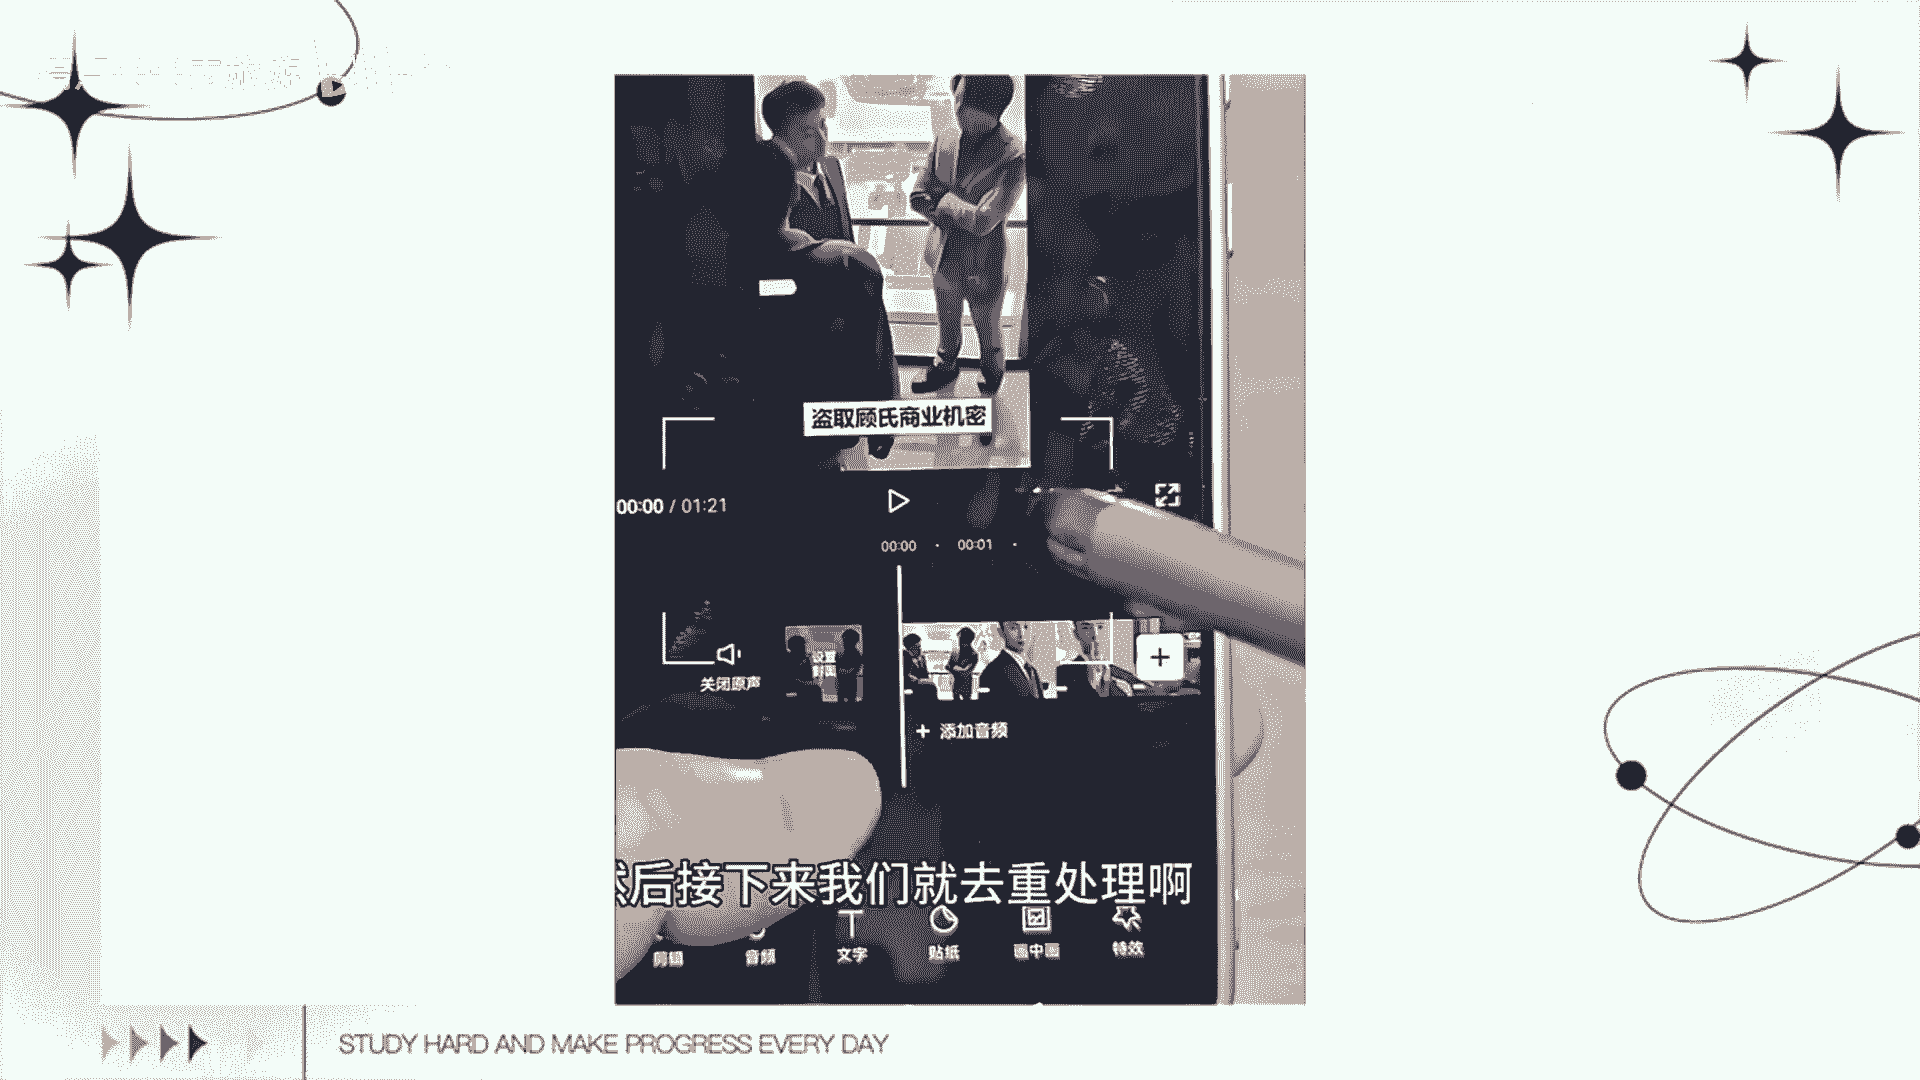 盗取顾氏商业机密
00:00 / 01:21
00:00 · 00:01 ·
设置
封面
关闭原声
+ 添加音频
然后接下来我们就去重处理啊
剪辑 音频 文字 贴纸 画中画 特效
STUDY HARD AND MAKE PROGRESS EVERY DAY